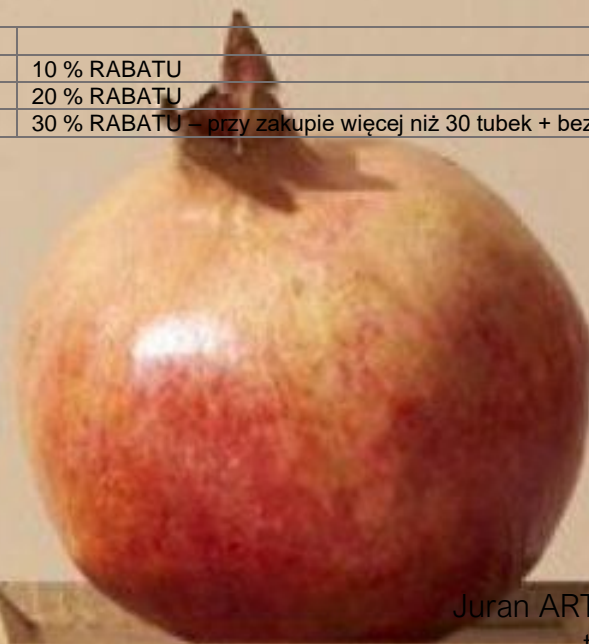 10 % RABATU
20 % RABATU
30 % RABATU – przy zakupie więcej niż 30 tubek + bez
Juran ART